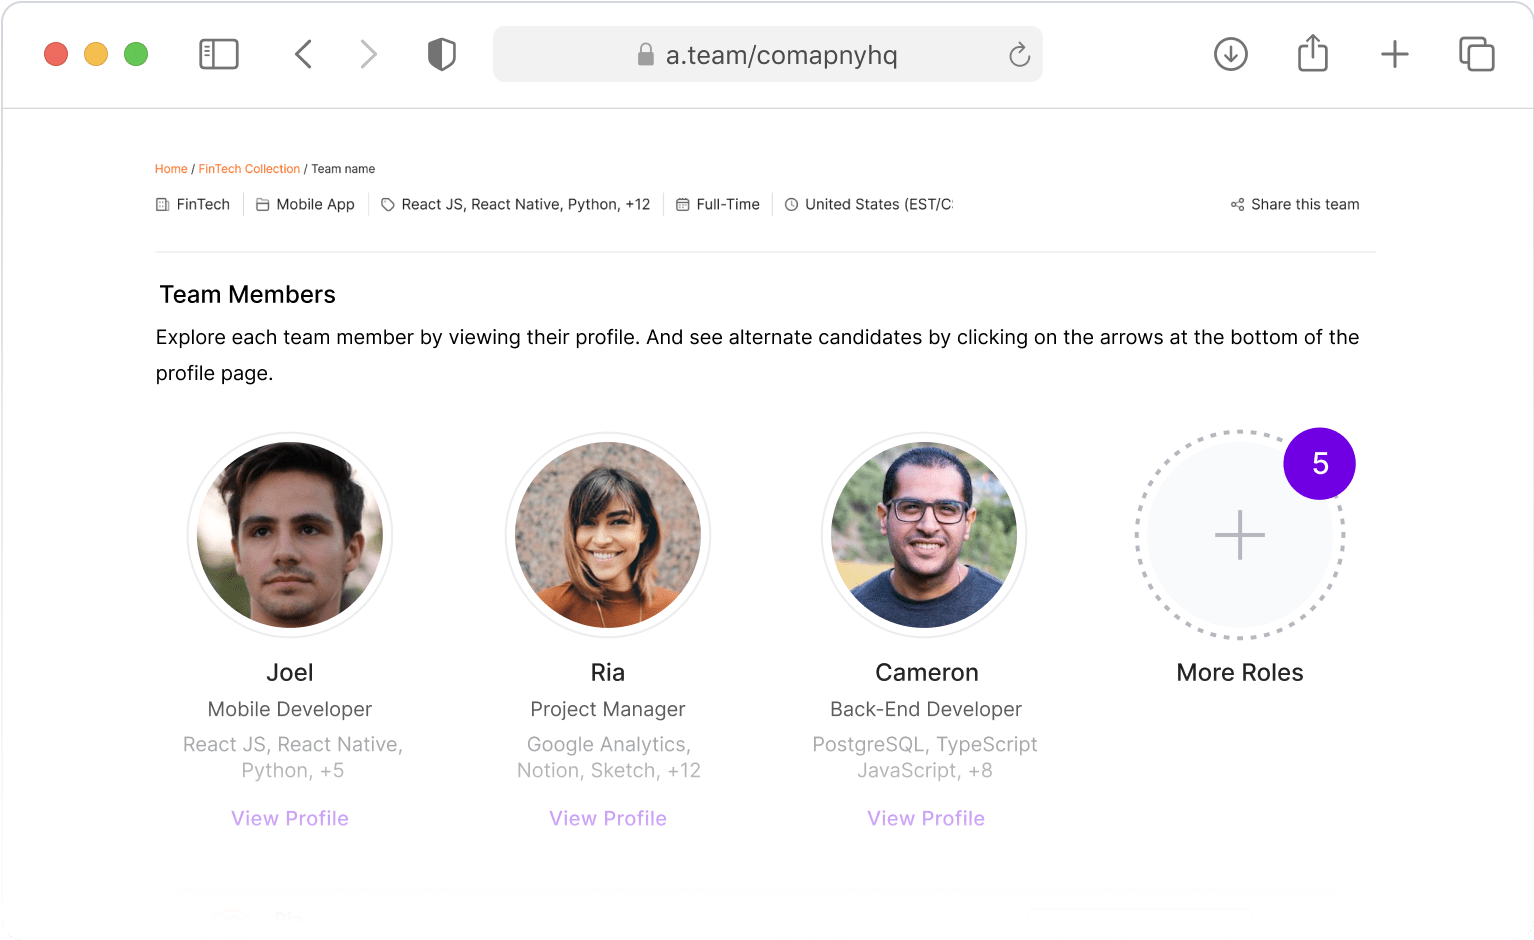 a.team/comapnyhq
Home / FinTech Collection / Team name
FinTech Mobile App React JS, React Native, Python, +12 Full-Time United States (EST/C Share this team
Team Members
Explore each team member by viewing their profile. And see alternate candidates by clicking on the arrows at the bottom of the
profile page.
5
Joel Ria Cameron More Roles
Mobile Developer Project Manager Back-End Developer
React JS, React Native, Google Analytics, PostgreSQL, TypeScript
Python, +5 Notion, Sketch, +12 JavaScript, +8
View Profile View Profile View Profile